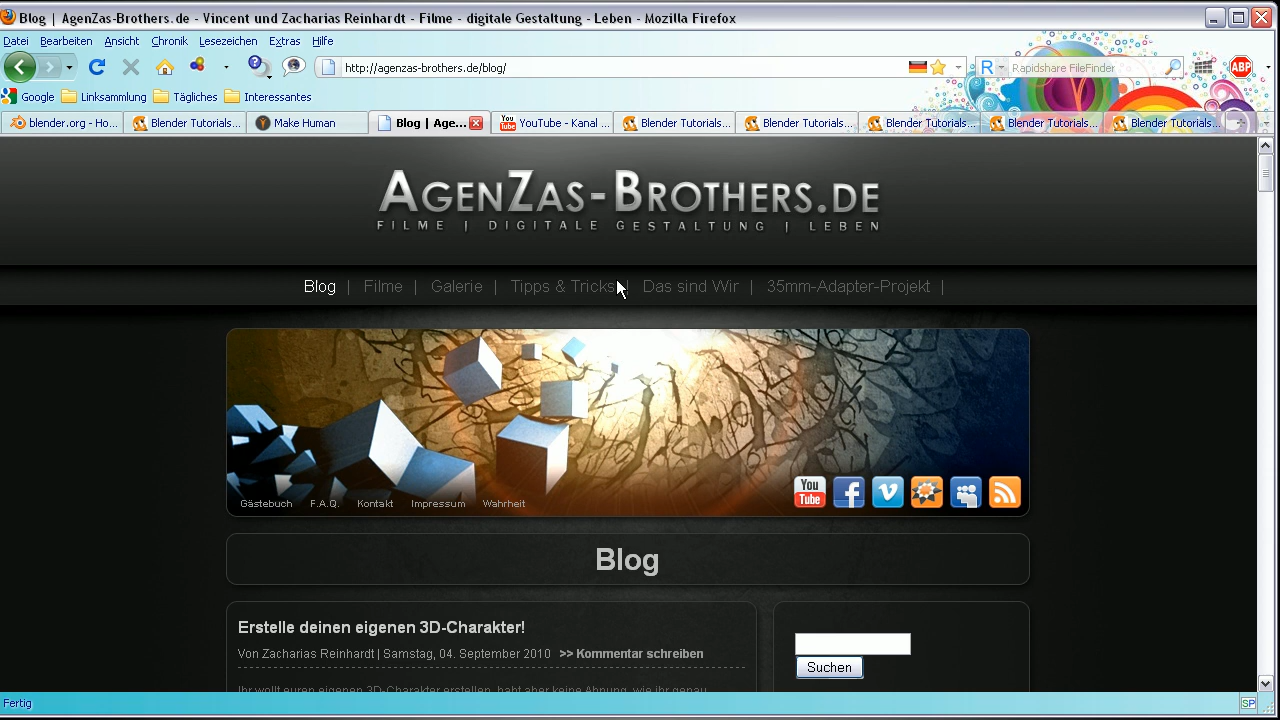 Blog | AgenZas-Brothers.de - Vincent und Zacharias Reinhardt - Filme - digitale Gestaltung - Leben - Mozilla Firefox
Datei Bearbeiten Ansicht Chronik Lesezeichen Extras Hilfe
R Rapidshare FileFinder ABP
Google Linksammlung Tägliches Interessantes
blender.org - Ho... Blender Tutorials... Make Human Blog | Age... YouTube - Kanal ... Blender Tutorials... Blender Tutorials... Blender Tutorials... Blender Tutorials... Blender Tutorials...
AGENZAS-BROTHERS.DE
FILME | DIGITALE GESTALTUNG | LEBEN
Blog | Filme | Galerie | Tipps & Tricks | Das sind Wir | 35mm-Adapter-Projekt |
You Tube f v
Gästebuch F.A.Q. Kontakt Impressum Wahrheit
Blog
Erstelle deinen eigenen 3D-Charakter!
Von Zacharias Reinhardt | Samstag, 04. September 2010 >> Kommentar schreiben
Suchen
Ihr wollt euren eigenen 3D-Charakter erstellen, habt aber keine Ahnung, wie ihr genau
Fertig SP